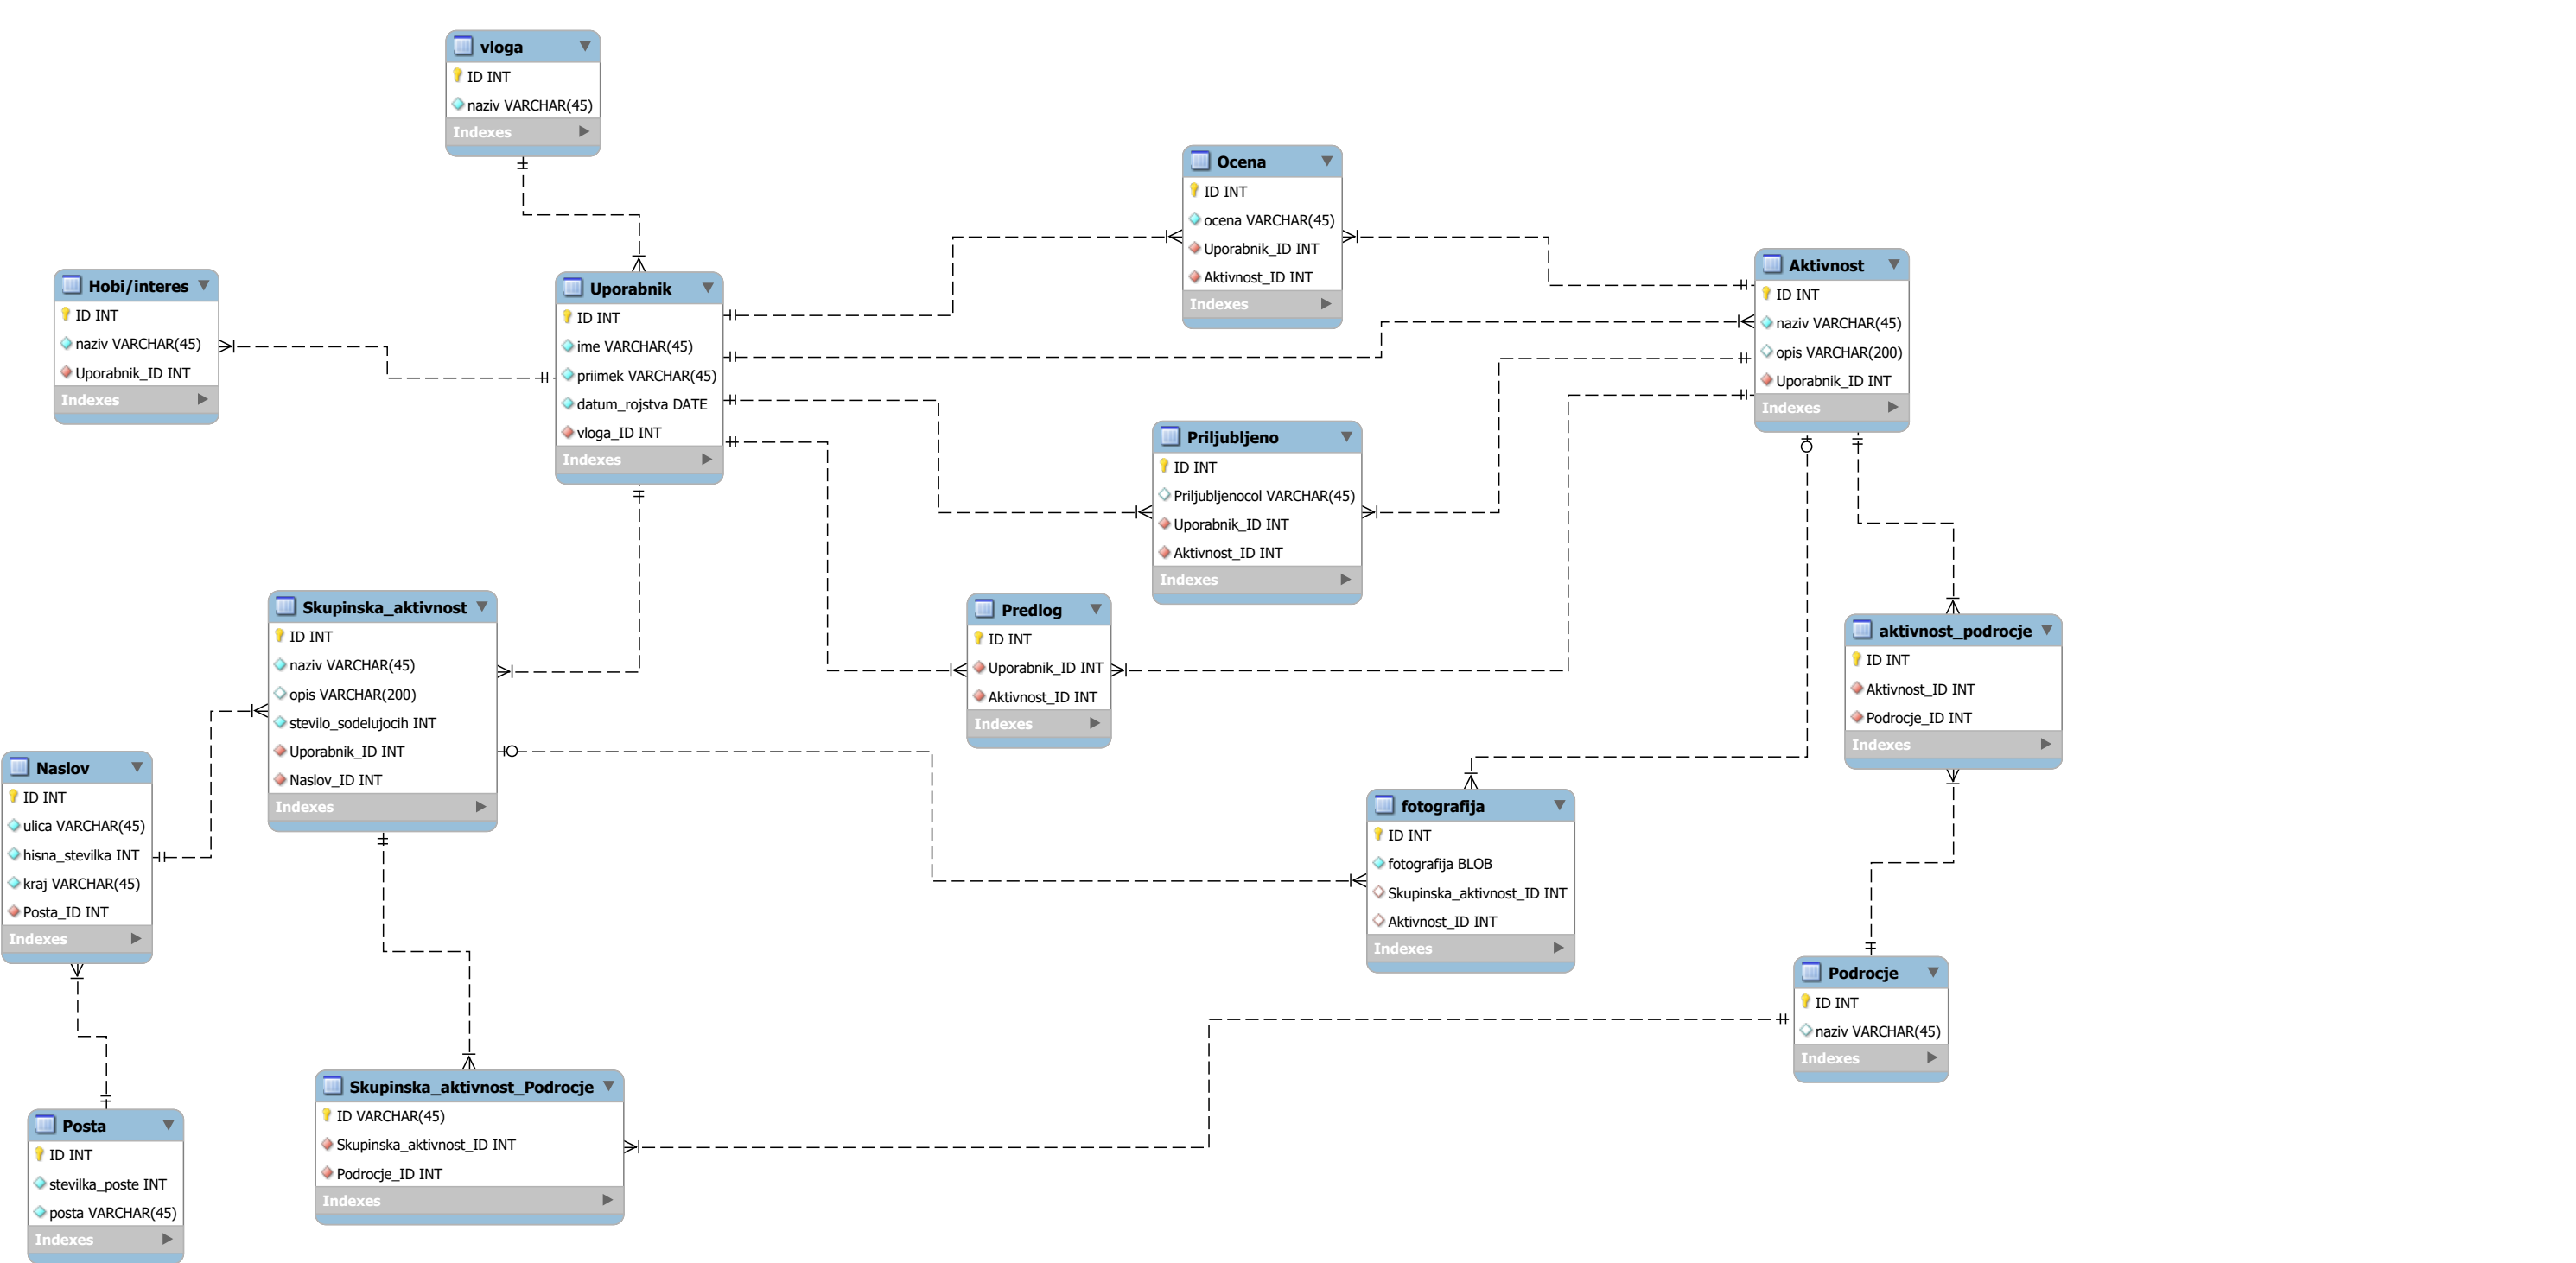 vloga
ID INT
naziv VARCHAR(45)
Indexes
Hobi/interes
ID INT
naziv VARCHAR(45)
Uporabnik_ID INT
Indexes
Uporabnik
ID INT
ime VARCHAR(45)
priimek VARCHAR(45)
datum_rojstva DATE
vloga_ID INT
Indexes
Ocena
ID INT
ocena VARCHAR(45)
Uporabnik_ID INT
Aktivnost_ID INT
Indexes
Aktivnost
ID INT
naziv VARCHAR(45)
opis VARCHAR(200)
Uporabnik_ID INT
Indexes
Priljubljeno
ID INT
Priljubljenocol VARCHAR(45)
Uporabnik_ID INT
Aktivnost_ID INT
Indexes
Skupinska_aktivnost
ID INT
naziv VARCHAR(45)
opis VARCHAR(200)
stevilo_sodelujocih INT
Uporabnik_ID INT
Naslov_ID INT
Indexes
Predlog
ID INT
Uporabnik_ID INT
Aktivnost_ID INT
Indexes
aktivnost_podrocje
ID INT
Aktivnost_ID INT
Podrocje_ID INT
Indexes
Naslov
ID INT
ulica VARCHAR(45)
hisna_stevilka INT
kraj VARCHAR(45)
Posta_ID INT
Indexes
fotografija
ID INT
fotografija BLOB
Skupinska_aktivnost_ID INT
Aktivnost_ID INT
Indexes
Podrocje
ID INT
naziv VARCHAR(45)
Indexes
Skupinska_aktivnost_Podrocje
ID VARCHAR(45)
Skupinska_aktivnost_ID INT
Podrocje_ID INT
Indexes
Posta
ID INT
stevilka_poste INT
posta VARCHAR(45)
Indexes